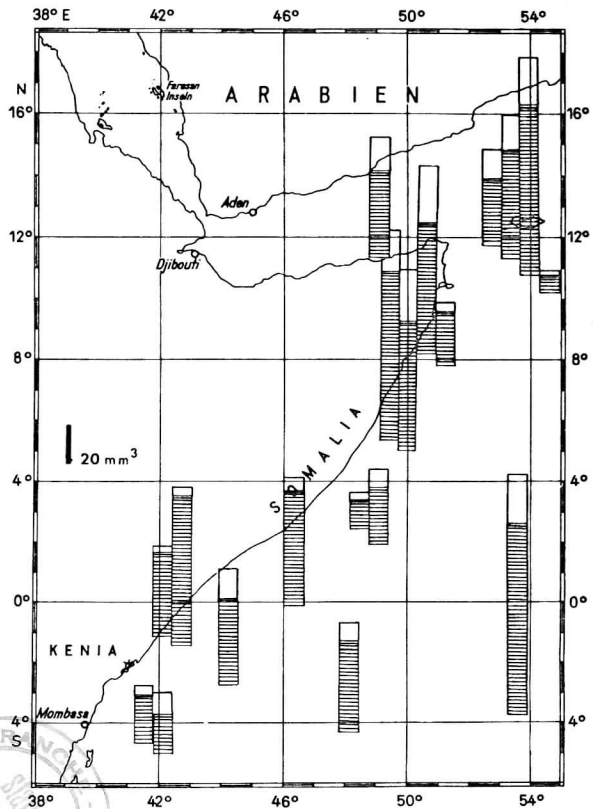 38° E 42° 46° 50° 54°
N
Farasan
Inseln
ARABIEN
16° 16°
Aden
12° 12°
Djibouti
8° 8°
SOMALIA
20 mm³
4° 4°
0° 0°
KENIA
Mombasa
4° 4°
S
38° 42° 46° 50° 54°